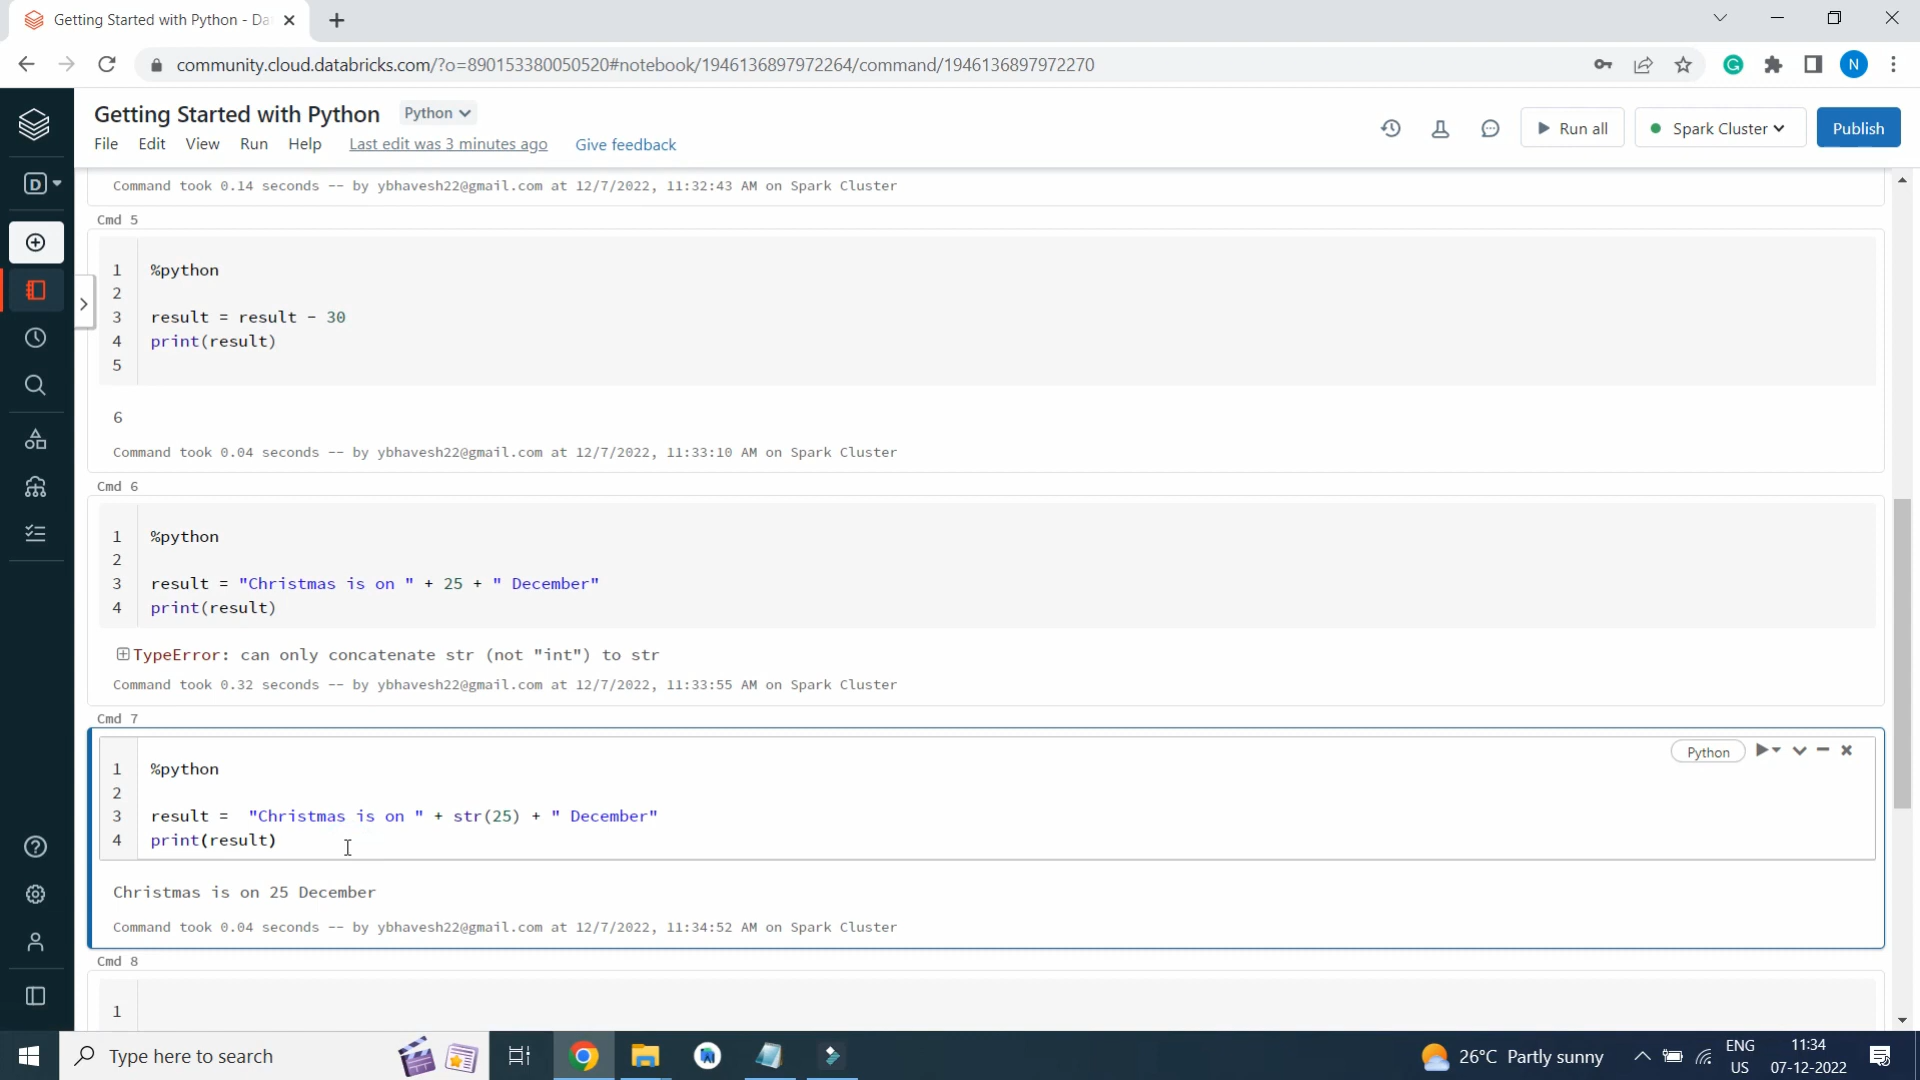 Getting Started with Python - Da
community.cloud.databricks.com/?o=890153380050520#notebook/1946136897972264/command/1946136897972270
N
Getting Started with Python
Python
File Edit View Run Help Last edit was 3 minutes ago Give feedback
Run all
Spark Cluster
Publish
D
Command took 0.14 seconds -- by ybhavesh22@gmail.com at 12/7/2022, 11:32:43 AM on Spark Cluster
Cmd 5
1 %python
2
3 result = result - 30
4 print(result)
5
6
Command took 0.04 seconds -- by ybhavesh22@gmail.com at 12/7/2022, 11:33:10 AM on Spark Cluster
Cmd 6
1 %python
2
3 result = "Christmas is on " + 25 + " December"
4 print(result)
TypeError: can only concatenate str (not "int") to str
Command took 0.32 seconds -- by ybhavesh22@gmail.com at 12/7/2022, 11:33:55 AM on Spark Cluster
Cmd 7
Python
1 %python
2
3 result =  "Christmas is on " + str(25) + " December"
4 print(result)
Christmas is on 25 December
Command took 0.04 seconds -- by ybhavesh22@gmail.com at 12/7/2022, 11:34:52 AM on Spark Cluster
Cmd 8
1
Type here to search
26°C Partly sunny
ENG
US
11:34
07-12-2022